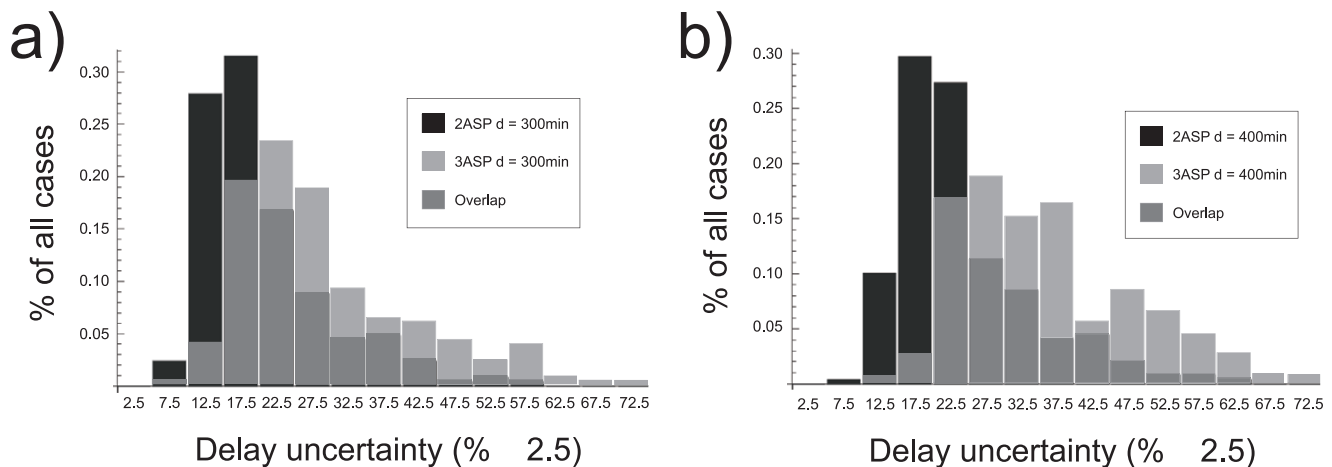 a)
% of all cases
0.30
0.25
0.20
0.15
0.10
0.05
2ASP d = 300min
3ASP d = 300min
Overlap
2.5 7.5 12.5 17.5 22.5 27.5 32.5 37.5 42.5 47.5 52.5 57.5 62.5 67.5 72.5
Delay uncertainty (% 2.5)
b)
% of all cases
0.30
0.25
0.20
0.15
0.10
0.05
2ASP d = 400min
3ASP d = 400min
Overlap
2.5 7.5 12.5 17.5 22.5 27.5 32.5 37.5 42.5 47.5 52.5 57.5 62.5 67.5 72.5
Delay uncertainty (% 2.5)